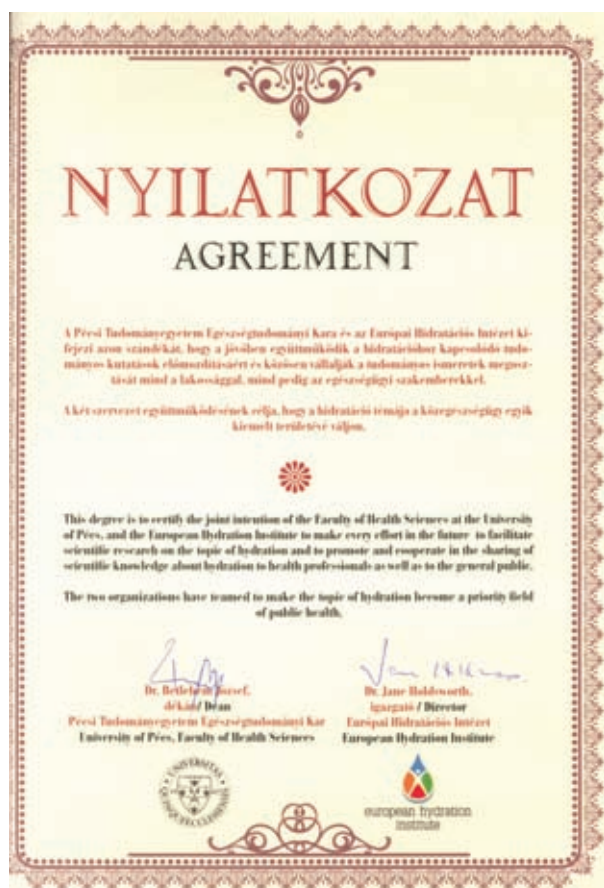 NYILATKOZAT
AGREEMENT
A Pécsi Tudományegyetem Egészségtudományi Kara és az Európai Hidratációs Intézet ki-
fejezi azon szándékát, hogy a jövőben együttműködik a hidratációhoz kapcsolódó tudo-
mányos kutatások előmozdításáért és közösen vállalják a tudományos ismeretek megosz-
tását mind a lakossággal, mind pedig az egészségügyi szakemberekkel.
A két szervezet együttműködésének célja, hogy a hidratáció témája a közegészségügy egyik
kiemelt területévé váljon.
This degree is to certify the joint intention of the Faculty of Health Sciences at the University
of Pécs, and the European Hydration Institute to make every effort in the future to facilitate
scientific research on the topic of hydration and to promote and cooperate in the sharing of
scientific knowledge about hydration to health professionals as well as to the general public.
The two organizations have teamed to make the topic of hydration become a priority field
of public health.
Dr. Betlehem József,
dékán / Dean
Pécsi Tudományegyetem Egészségtudományi Kar
University of Pécs, Faculty of Health Sciences
Dr. Jane Holdsworth,
igazgató / Director
Európai Hidratációs Intézet
European Hydration Institute
UNIVERSITAS
QUINQUEECCLESIENSIS
european hydration
institute